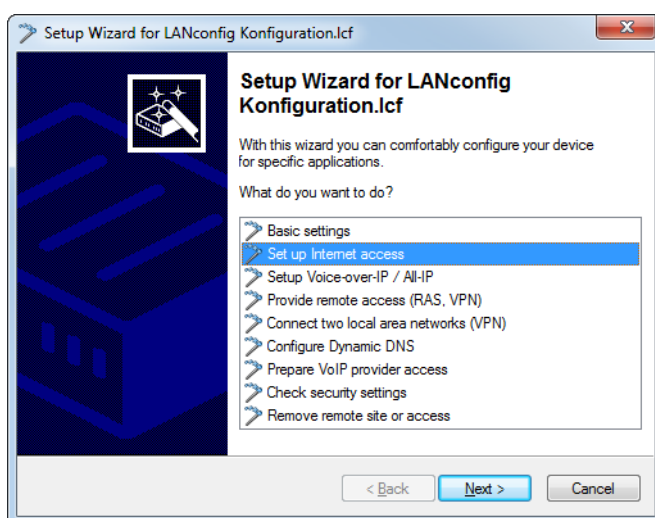 Setup Wizard for LANconfig Konfiguration.lcf
X
Setup Wizard for LANconfig
Konfiguration.lcf
With this wizard you can comfortably configure your device
for specific applications.
What do you want to do?
Basic settings
Set up Internet access
Setup Voice-over-IP / All-IP
Provide remote access (RAS, VPN)
Connect two local area networks (VPN)
Configure Dynamic DNS
Prepare VoIP provider access
Check security settings
Remove remote site or access
< Back
Next >
Cancel